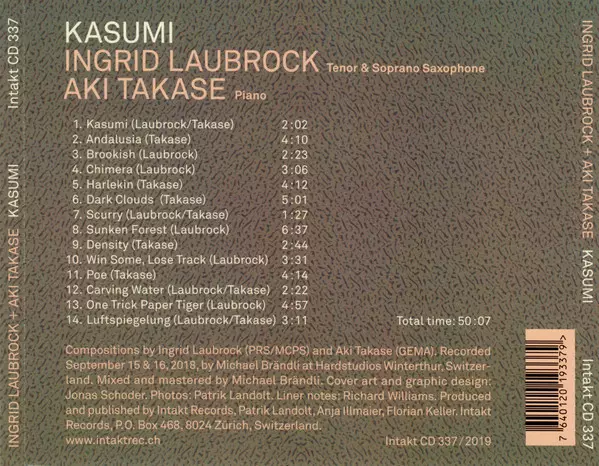 KASUMI
INGRID LAUBROCK Tenor & Soprano Saxophone
AKI TAKASE Piano
1. Kasumi (Laubrock/Takase) 2:02
2. Andalusia (Takase) 4:10
3. Brookish (Laubrock) 2:23
4. Chimera (Laubrock) 3:06
5. Harlekin (Takase) 4:12
6. Dark Clouds (Takase) 5:01
7. Scurry (Laubrock/Takase) 1:27
8. Sunken Forest (Laubrock) 6:37
9. Density (Takase) 2:44
10. Win Some, Lose Track (Laubrock) 3:31
11. Poe (Takase) 4:14
12. Carving Water (Laubrock/Takase) 2:22
13. One Trick Paper Tiger (Laubrock) 4:57
14. Luftspiegelung (Laubrock/Takase) 3:11
Total time: 50:07
Compositions by Ingrid Laubrock (PRS/MCPS) and Aki Takase (GEMA). Recorded
September 15 & 16, 2018, by Michael Brändli at Hardstudios Winterthur, Switzer-
land. Mixed and mastered by Michael Brändli. Cover art and graphic design:
Jonas Schoder. Photos: Patrik Landolt. Liner notes: Richard Williams. Produced
and published by Intakt Records, Patrik Landolt, Anja Illmaier, Florian Keller. Intakt
Records, P.O. Box 468, 8024 Zürich, Switzerland.
www.intaktrec.ch
Intakt CD 337 / 2019
INGRID LAUBROCK + AKI TAKASE KASUMI Intakt CD 337
INGRID LAUBROCK + AKI TAKASE KASUMI Intakt CD 337
7 640120 193379>